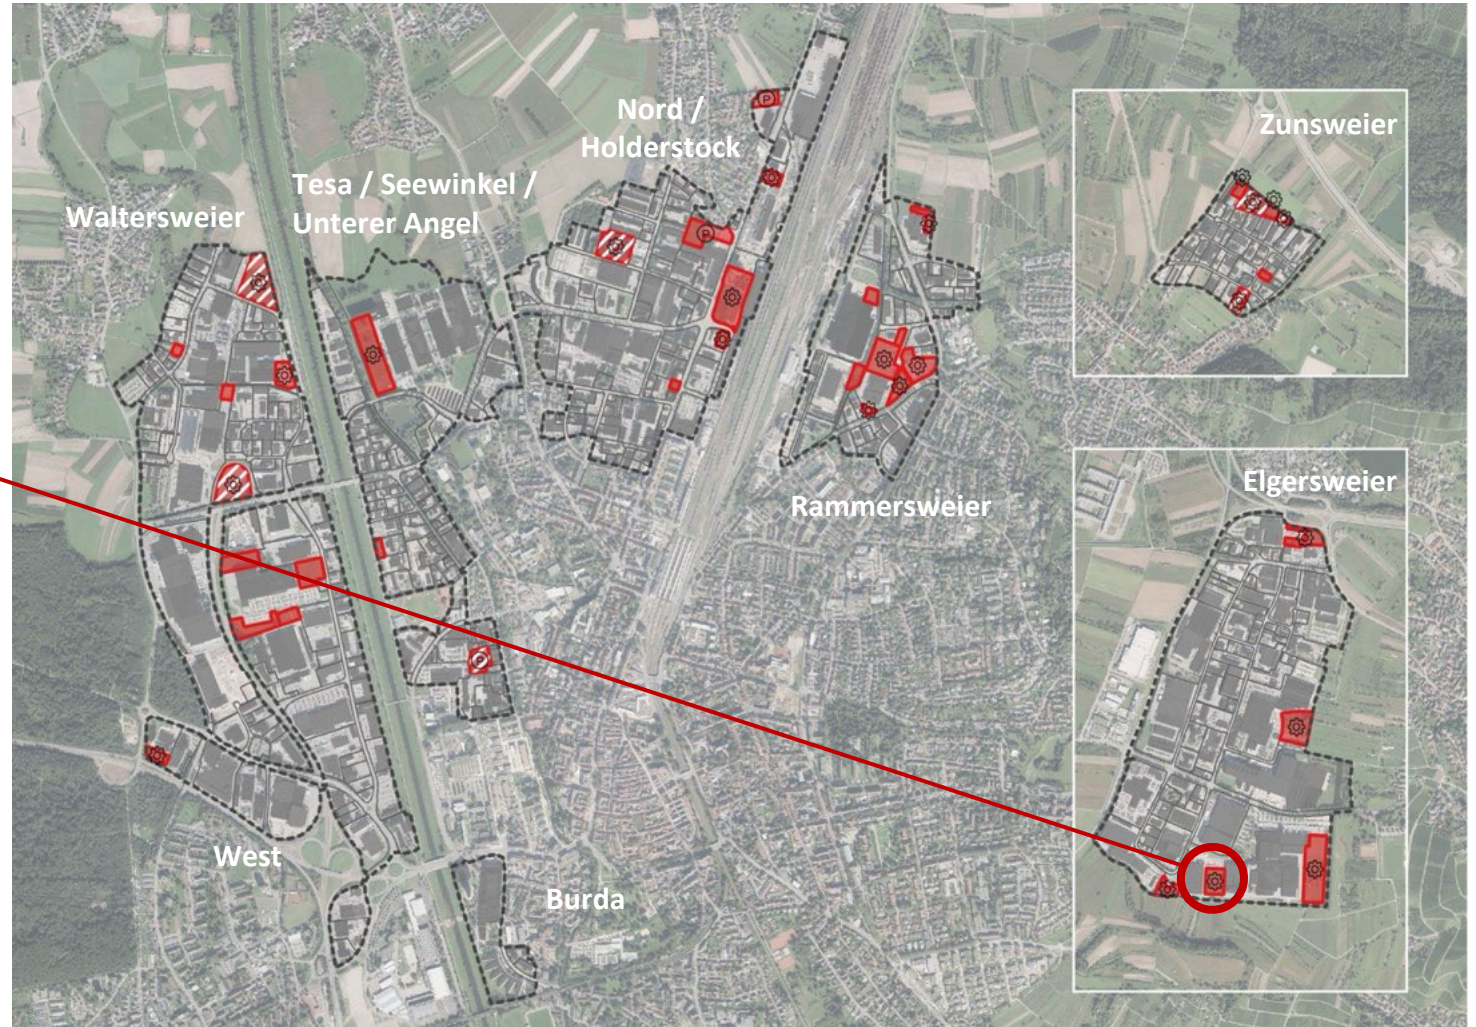 Nord /
Holderstock
Zunsweier
Tesa / Seewinkel /
Unterer Angel
Waltersweier
Elgersweier
Rammersweier
West
Burda
P
P
P